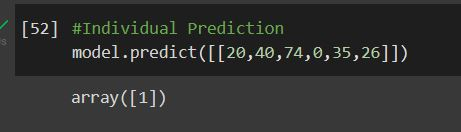 [52] #Individual Prediction
model.predict([[20,40,74,0,35,26]])
array([1])